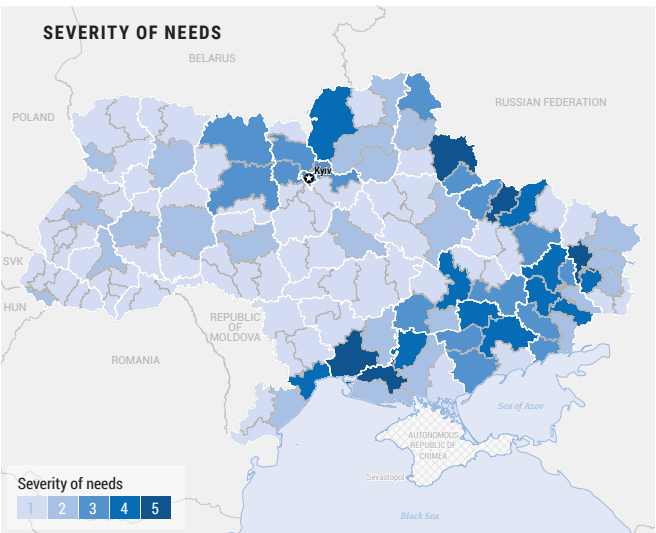 SEVERITY OF NEEDS
BELARUS
POLAND
RUSSIAN FEDERATION
Kyiv
SVK
HUN
REPUBLIC
OF
MOLDOVA
ROMANIA
Sea of Azov
AUTONOMOUS
REPUBLIC OF
CRIMEA
Sevastopol
Black Sea
Severity of needs
1 2 3 4 5